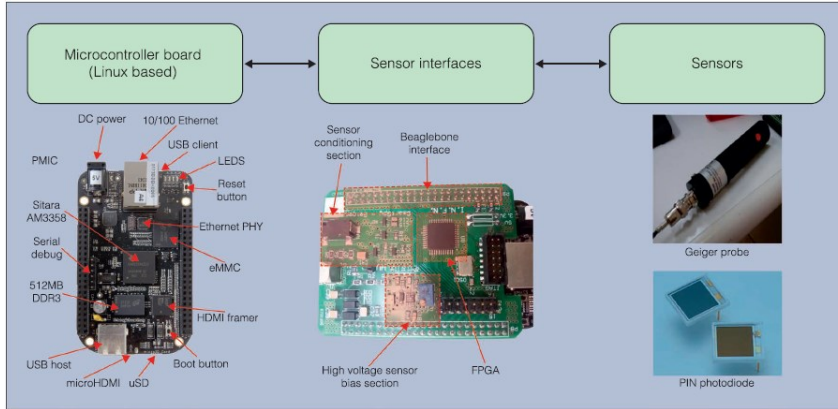 Microcontroller board
(Linux based)
Sensor interfaces
Sensors
DC power
10/100 Ethernet
USB client
LEDS
PMIC
Reset
button
Sitara
AM3358
Ethernet PHY
Serial
debug
eMMC
512MB
DDR3
HDMI framer
USB host
Boot button
microHDMI
uSD
Sensor
conditioning
section
Beaglebone
interface
I.N.F.N.
High voltage sensor
bias section
FPGA
Geiger probe
PIN photodiode